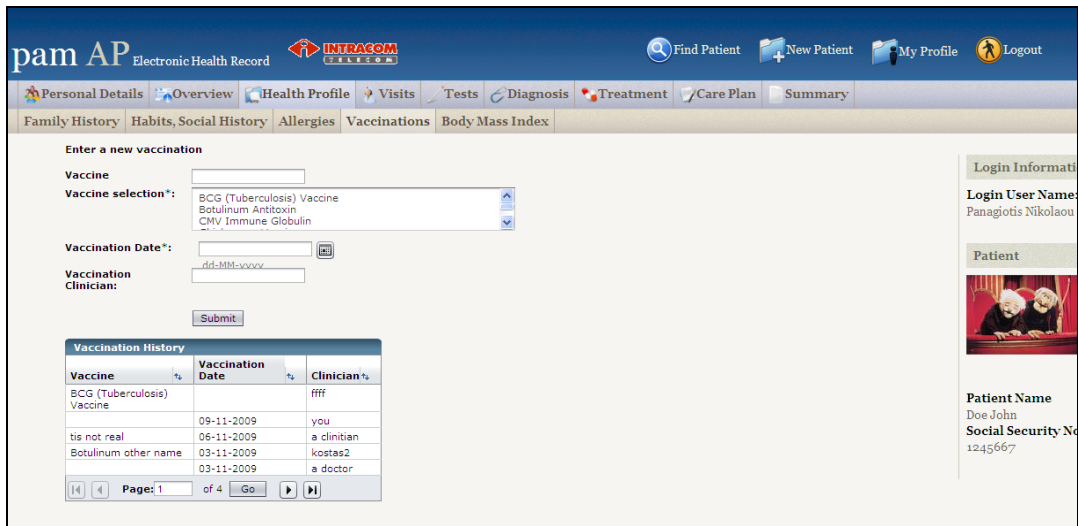 pam AP Electronic Health Record
INTRACOM
TELECOM
Find Patient New Patient My Profile Logout
Personal Details Overview Health Profile Visits Tests Diagnosis Treatment Care Plan Summary
Family History Habits, Social History Allergies Vaccinations Body Mass Index
Enter a new vaccination
Vaccine
Vaccine selection*:
BCG (Tuberculosis) Vaccine
Botulinum Antitoxin
CMV Immune Globulin
Vaccination Date*:
dd-MM-yyyy
Vaccination
Clinician:
Submit
Vaccination History
Vaccine Vaccination Date Clinician
BCG (Tuberculosis) Vaccine ffff
09-11-2009 you
tis not real 06-11-2009 a clinitian
Botulinum other name 03-11-2009 kostas2
03-11-2009 a doctor
Page: 1 of 4 Go
Login Informati
Login User Name:
Panagiotis Nikolaou
Patient
Patient Name
Doe John
Social Security No
1245667